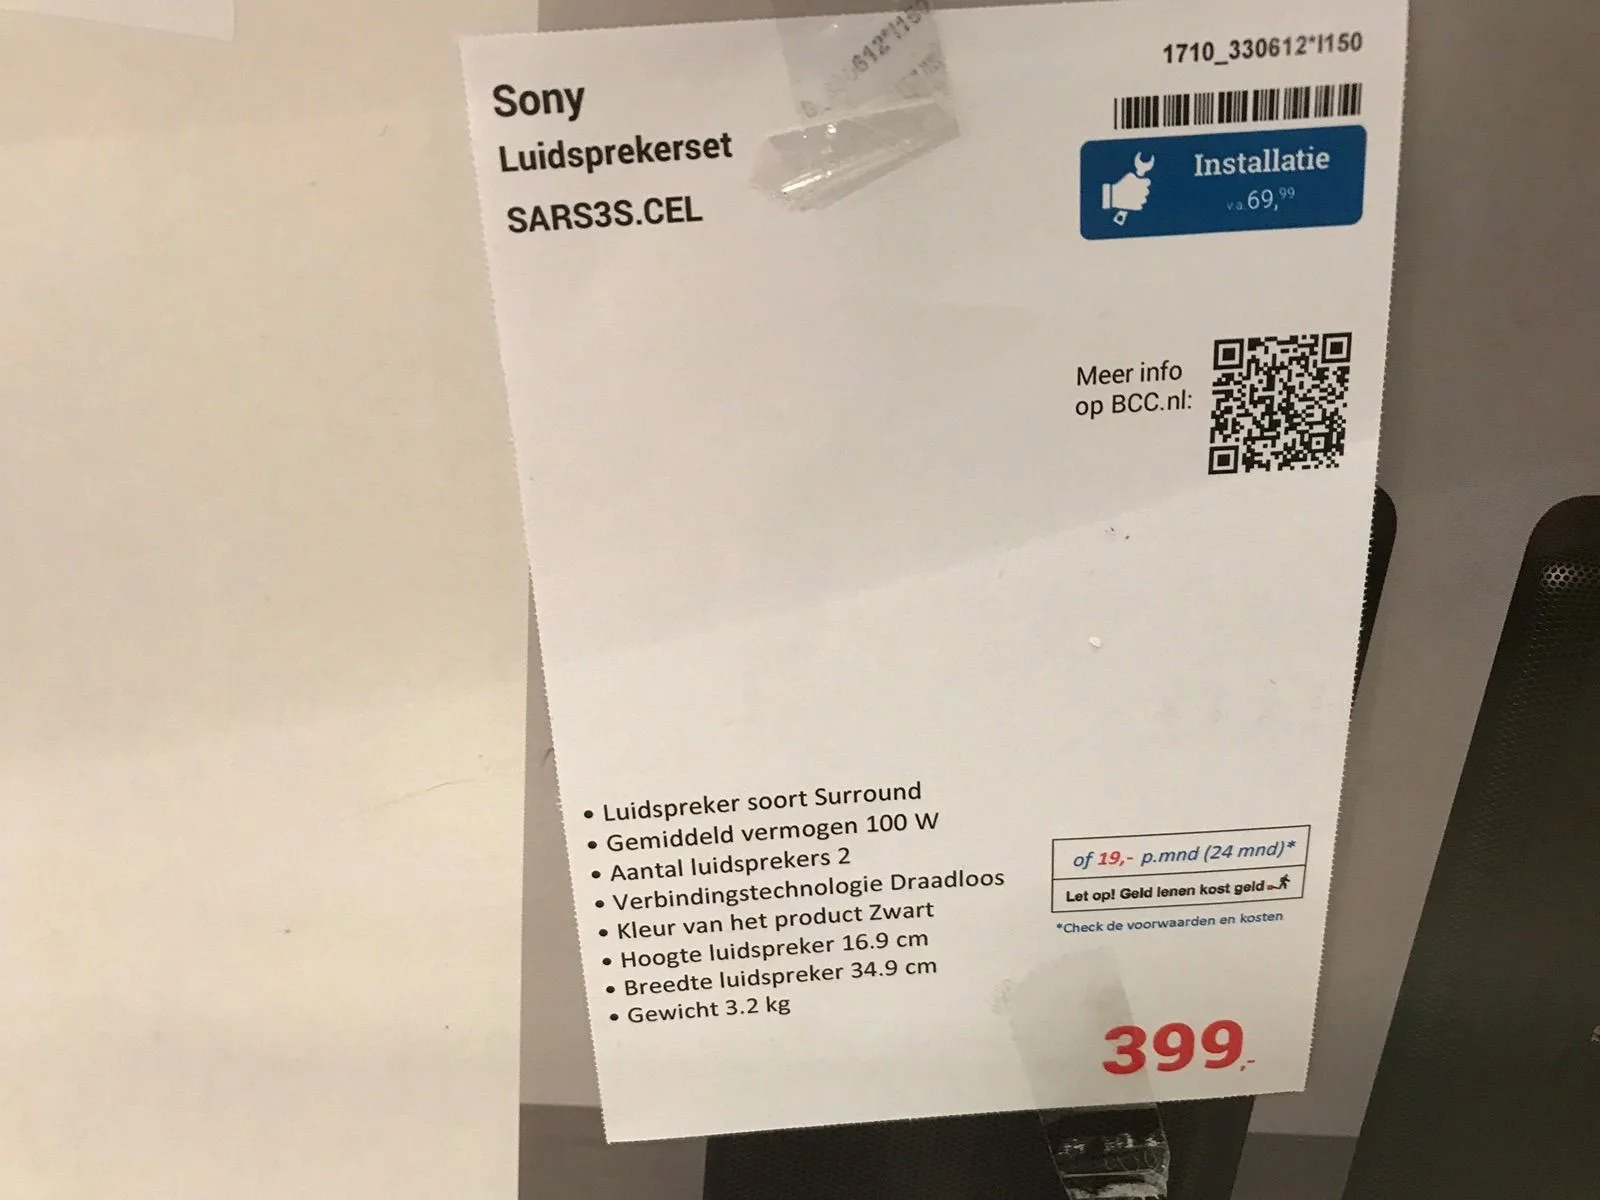 Sony
Luidsprekerset
SARS3S.CEL
1710_330612*I150
Installatie
v.a.69,99
Meer info
op BCC.nl:
• Luidspreker soort Surround
• Gemiddeld vermogen 100 W
• Aantal luidsprekers 2
• Verbindingstechnologie Draadloos
• Kleur van het product Zwart
• Hoogte luidspreker 16.9 cm
• Breedte luidspreker 34.9 cm
• Gewicht 3.2 kg
of 19,- p.mnd (24 mnd)*
Let op! Geld lenen kost geld
*Check de voorwaarden en kosten
399,-